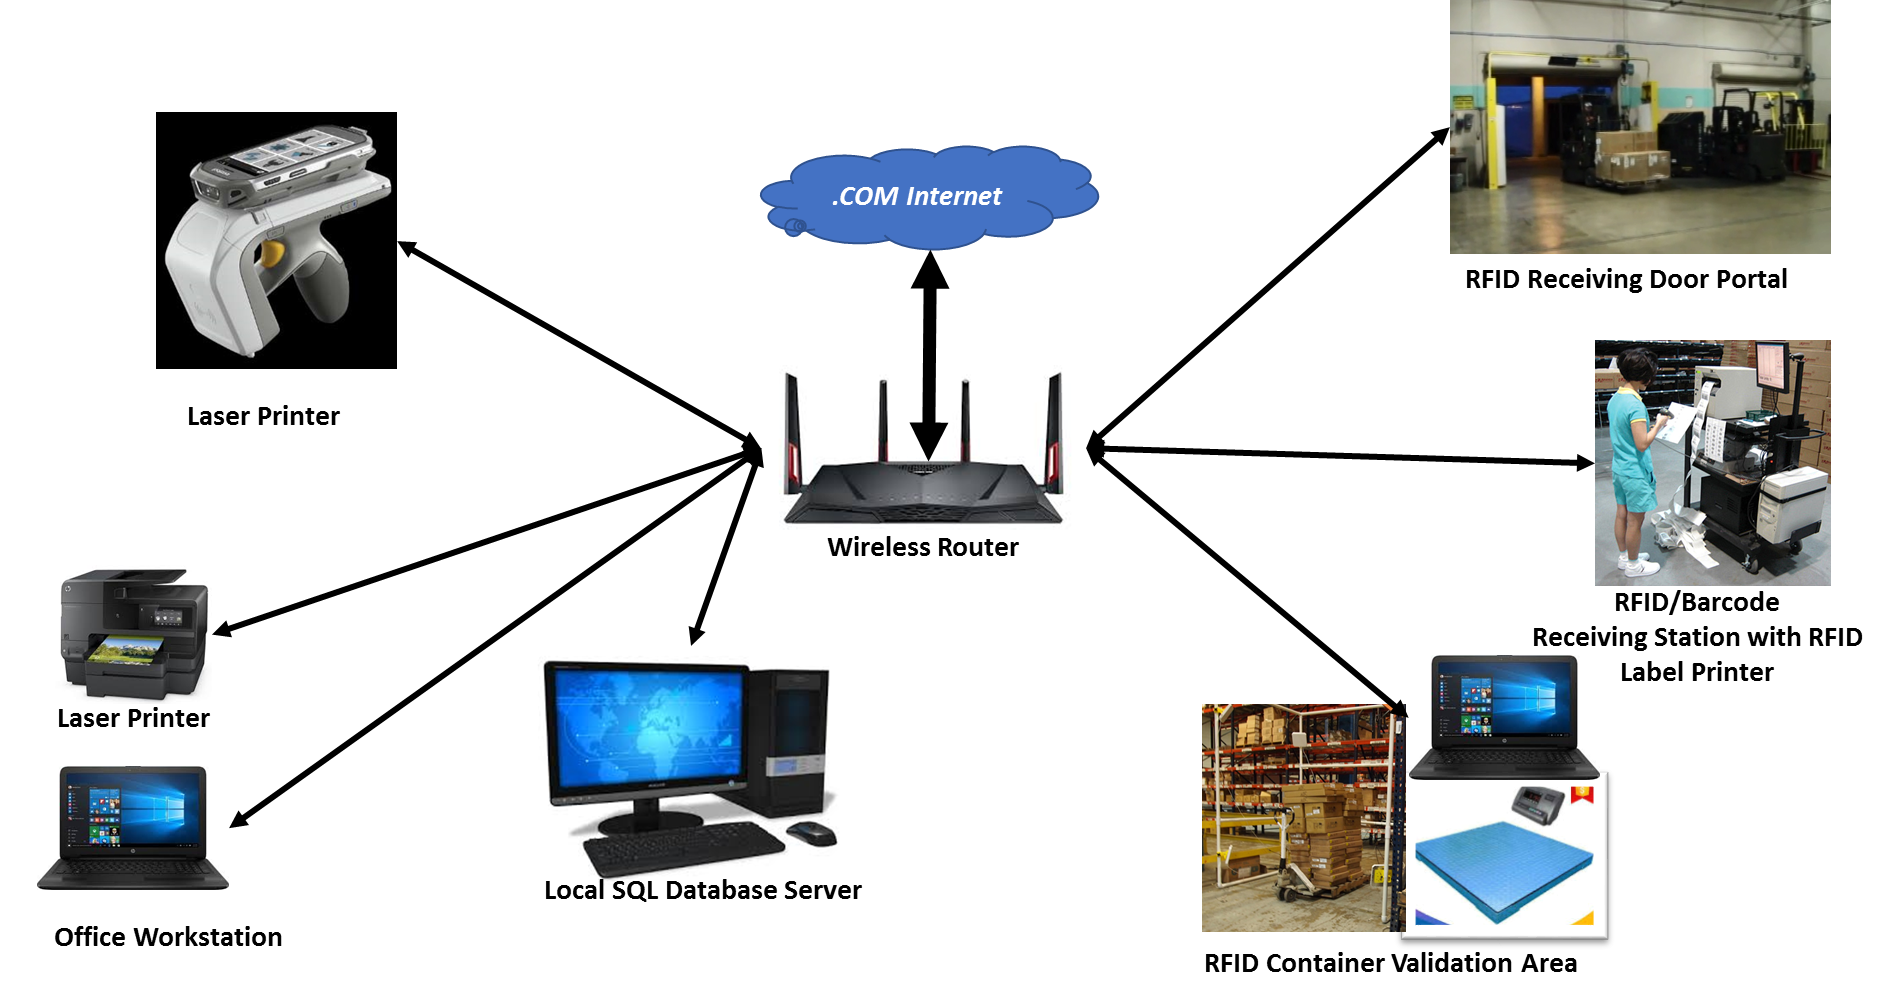 .COM Internet
RFID Receiving Door Portal
Laser Printer
Wireless Router
RFID/Barcode
Receiving Station with RFID
Label Printer
Laser Printer
Local SQL Database Server
Office Workstation
RFID Container Validation Area